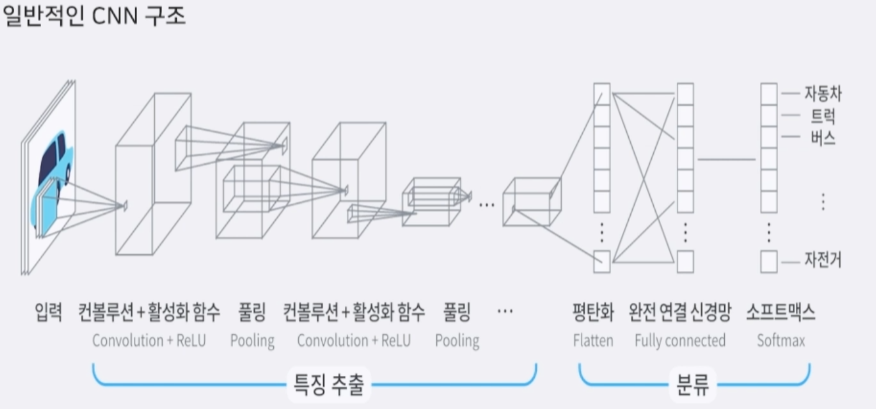 일반적인 CNN 구조
자동차
트럭
버스
⋮
자전거
입력 컨볼루션 + 활성화 함수 풀링 컨볼루션 + 활성화 함수 풀링 ... 평탄화 완전 연결 신경망 소프트맥스
Convolution + ReLU Pooling Convolution + ReLU Pooling Flatten Fully connected Softmax
특징 추출 분류